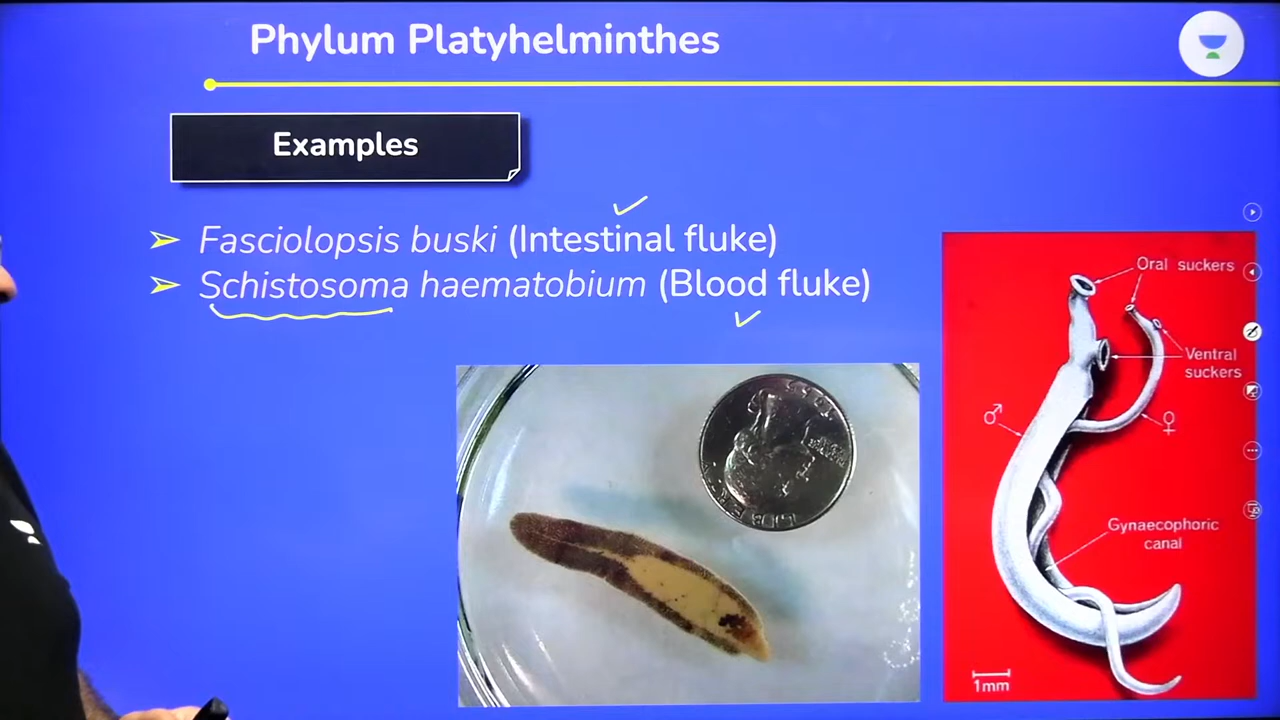 Phylum Platyhelminthes
Examples
➢ Fasciolopsis buski (Intestinal fluke)
➢ Schistosoma haematobium (Blood fluke)
Oral suckers
Ventral
suckers
♂
♀
Gynaecophoric
canal
1mm